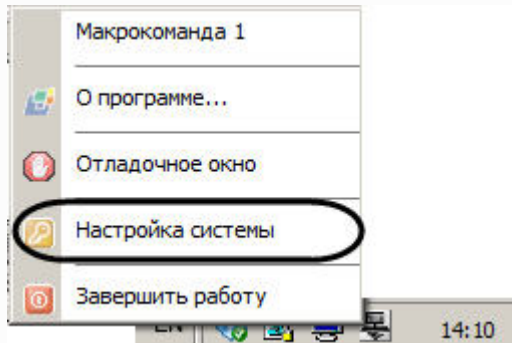 Макрокоманда 1
О программе...
Отладочное окно
Настройка системы
Завершить работу
EN 14:10